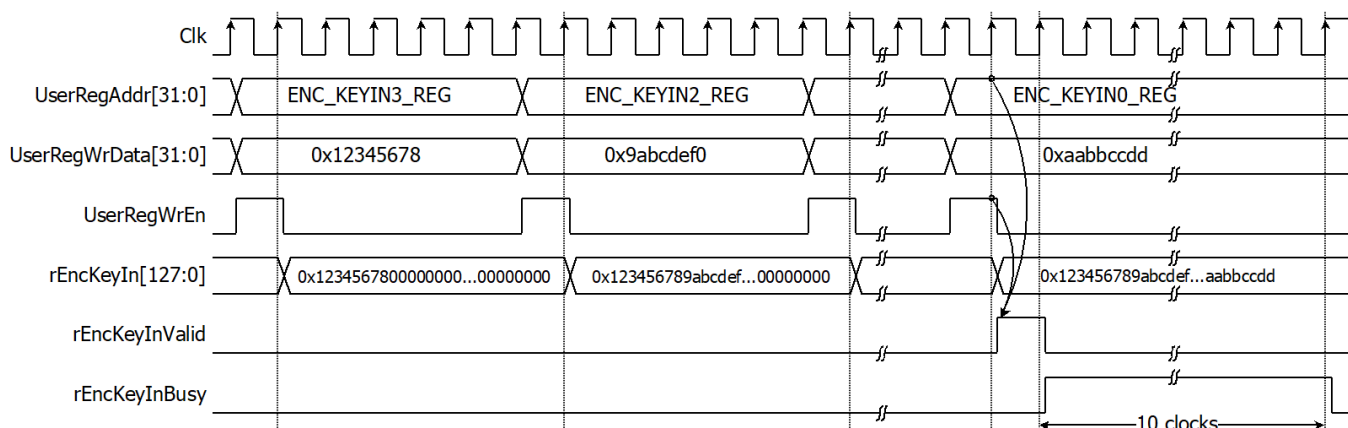 Clk
UserRegAddr[31:0] ENC_KEYIN3_REG ENC_KEYIN2_REG ENC_KEYIN0_REG
UserRegWrData[31:0] 0x12345678 0x9abcdef0 0xaabbccdd
UserRegWrEn
rEncKeyIn[127:0] 0x1234567800000000...00000000 0x123456789abcdef...00000000 0x123456789abcdef...aabbccdd
rEncKeyInValid
rEncKeyInBusy
10 clocks